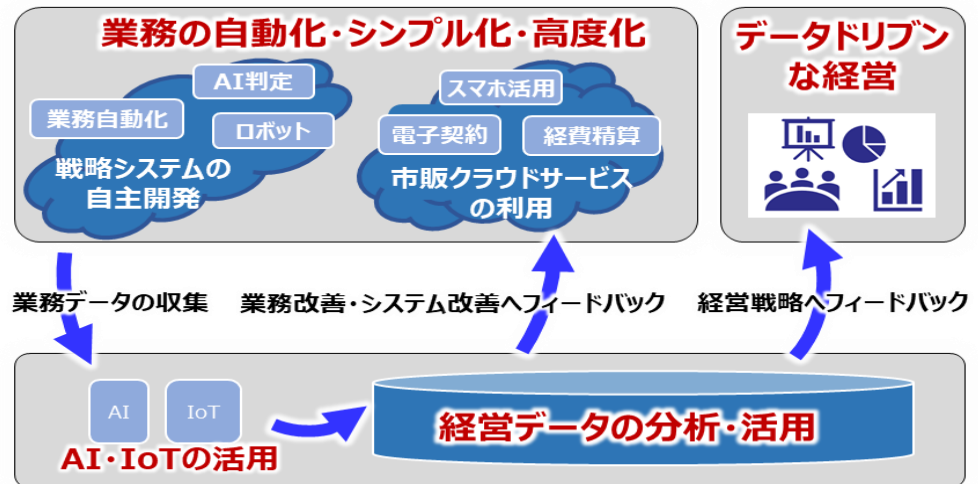 業務の自動化・シンプル化・高度化
AI判定
業務自動化
ロボット
戦略システムの
自主開発
スマホ活用
電子契約
経費精算
市販クラウドサービス
の利用
データドリブン
な経営
業務データの収集
業務改善・システム改善へフィードバック
経営戦略へフィードバック
AI
IoT
AI・IoTの活用
経営データの分析・活用